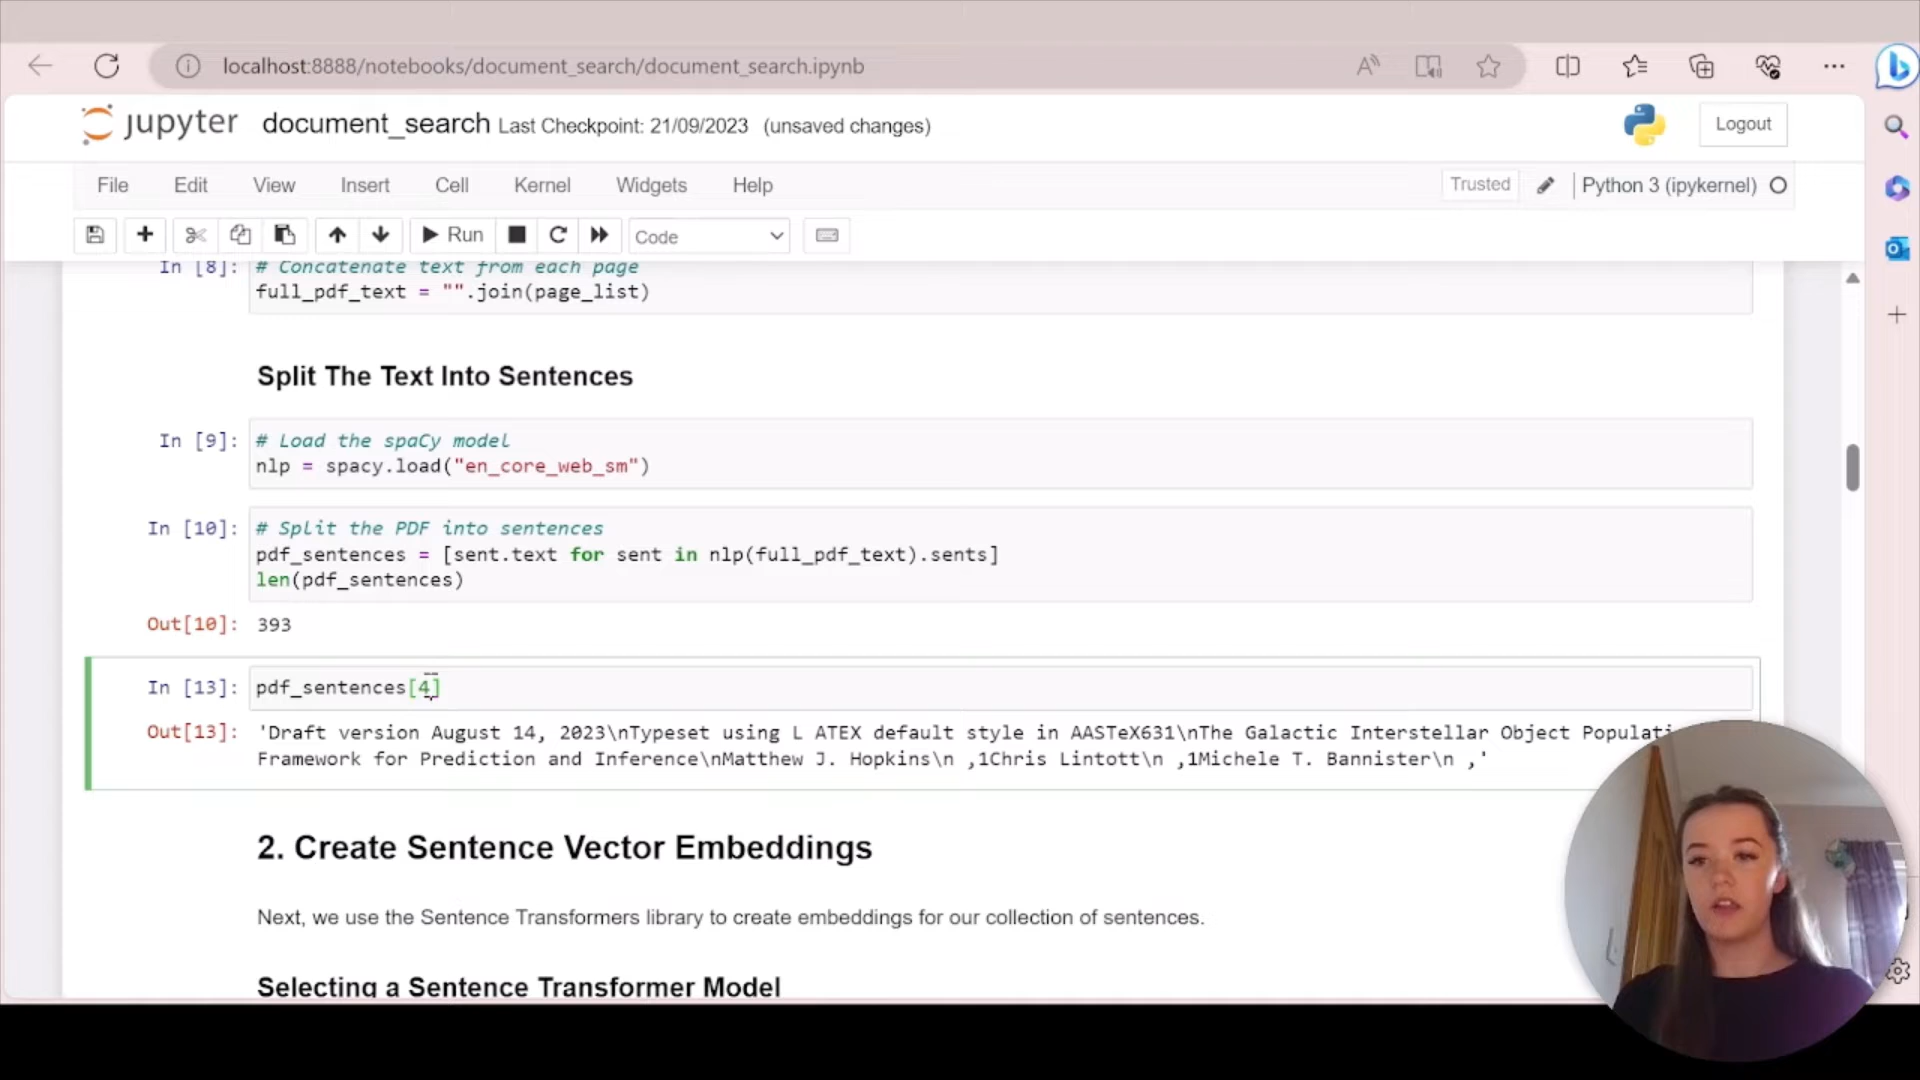 localhost:8888/notebooks/document_search/document_search.ipynb
jupyter document_search Last Checkpoint: 21/09/2023 (unsaved changes)
Logout
File Edit View Insert Cell Kernel Widgets Help
Trusted Python 3 (ipykernel)
Run Code
In [8]: # Concatenate text from each page
full_pdf_text = "".join(page_list)
Split The Text Into Sentences
In [9]: # Load the spaCy model
nlp = spacy.load("en_core_web_sm")
In [10]: # Split the PDF into sentences
pdf_sentences = [sent.text for sent in nlp(full_pdf_text).sents]
len(pdf_sentences)
Out[10]: 393
In [13]: pdf_sentences[4]
Out[13]: 'Draft version August 14, 2023\nTypeset using L ATEX default style in AASTeX631\nThe Galactic Interstellar Object Populati
Framework for Prediction and Inference\nMatthew J. Hopkins\n ,1Chris Lintott\n ,1Michele T. Bannister\n ,'
2. Create Sentence Vector Embeddings
Next, we use the Sentence Transformers library to create embeddings for our collection of sentences.
Selecting a Sentence Transformer Model